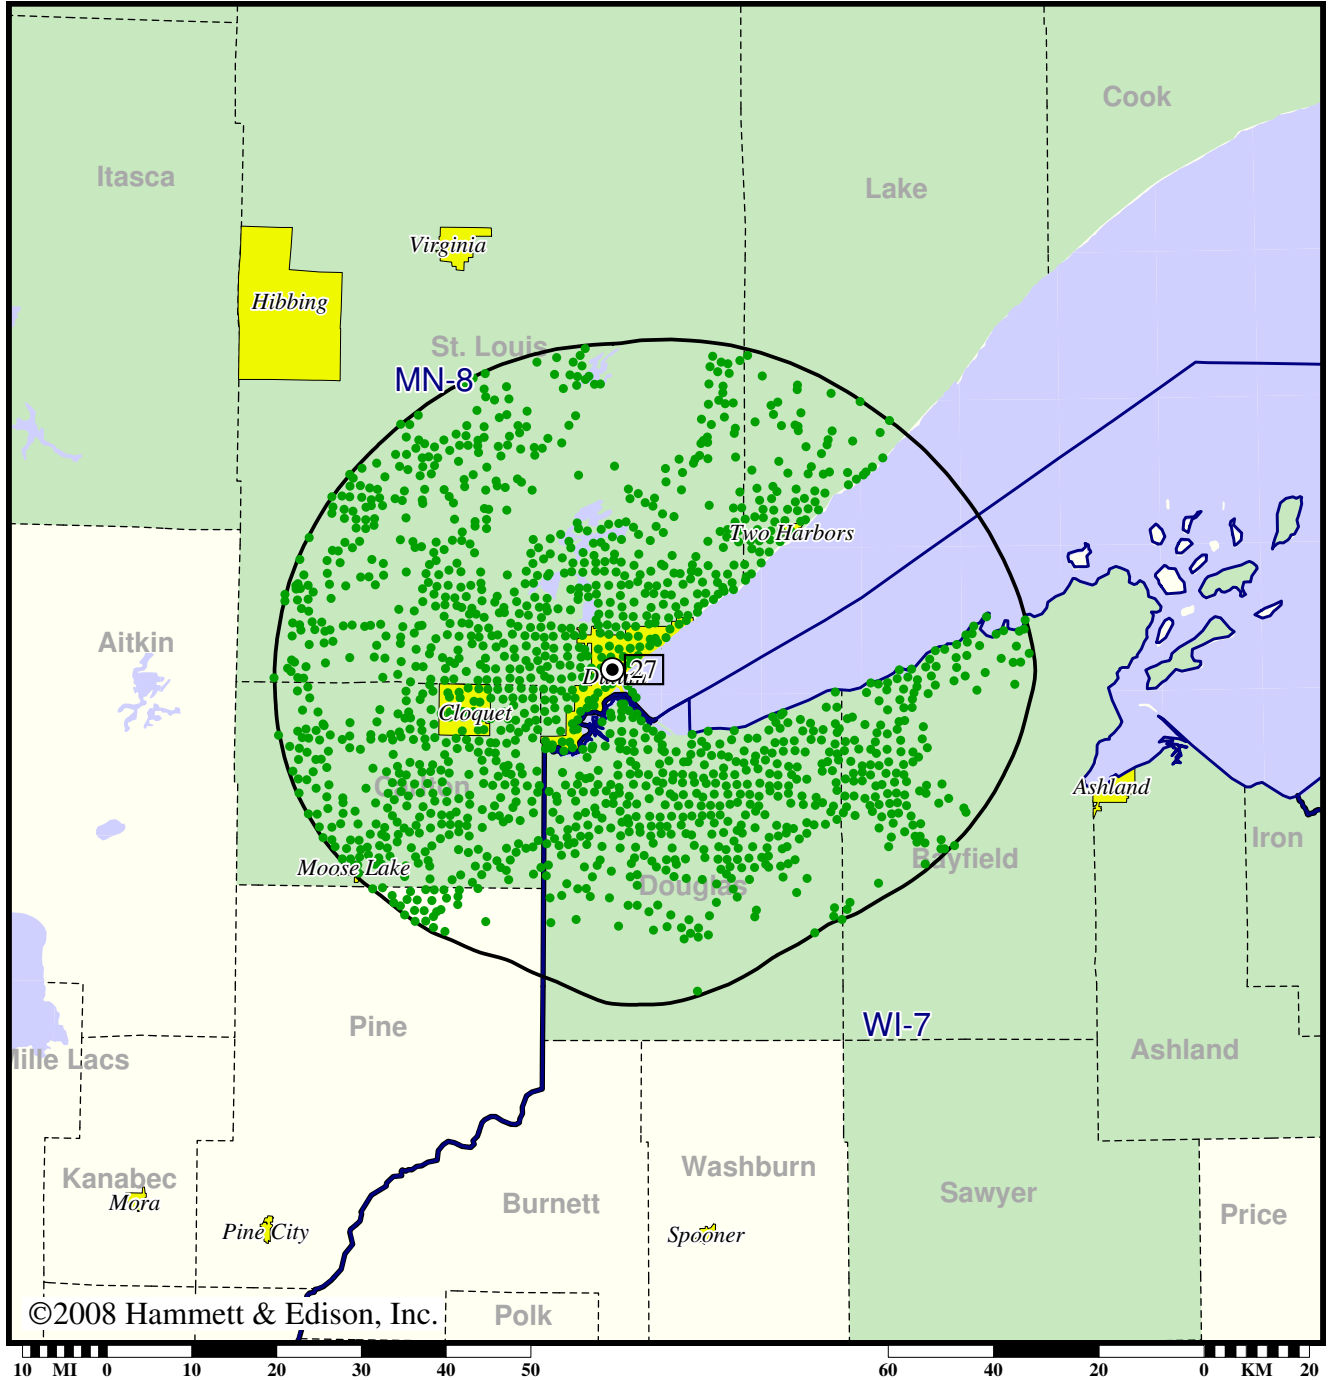 Cook
Itasca
Lake
Virginia
Hibbing
St. Louis
MN-8
Two Harbors
Aitkin
27
Cloquet
Ashland
Carlton
Iron
Moose Lake
Bayfield
Douglas
Pine
WI-7
Mille Lacs
Ashland
Washburn
Kanabec
Sawyer
Mora
Burnett
Price
Pine City
Spooner
©2008 Hammett & Edison, Inc.
Polk
10 MI 0 10 20 30 40 50 60 40 20 0 KM 20